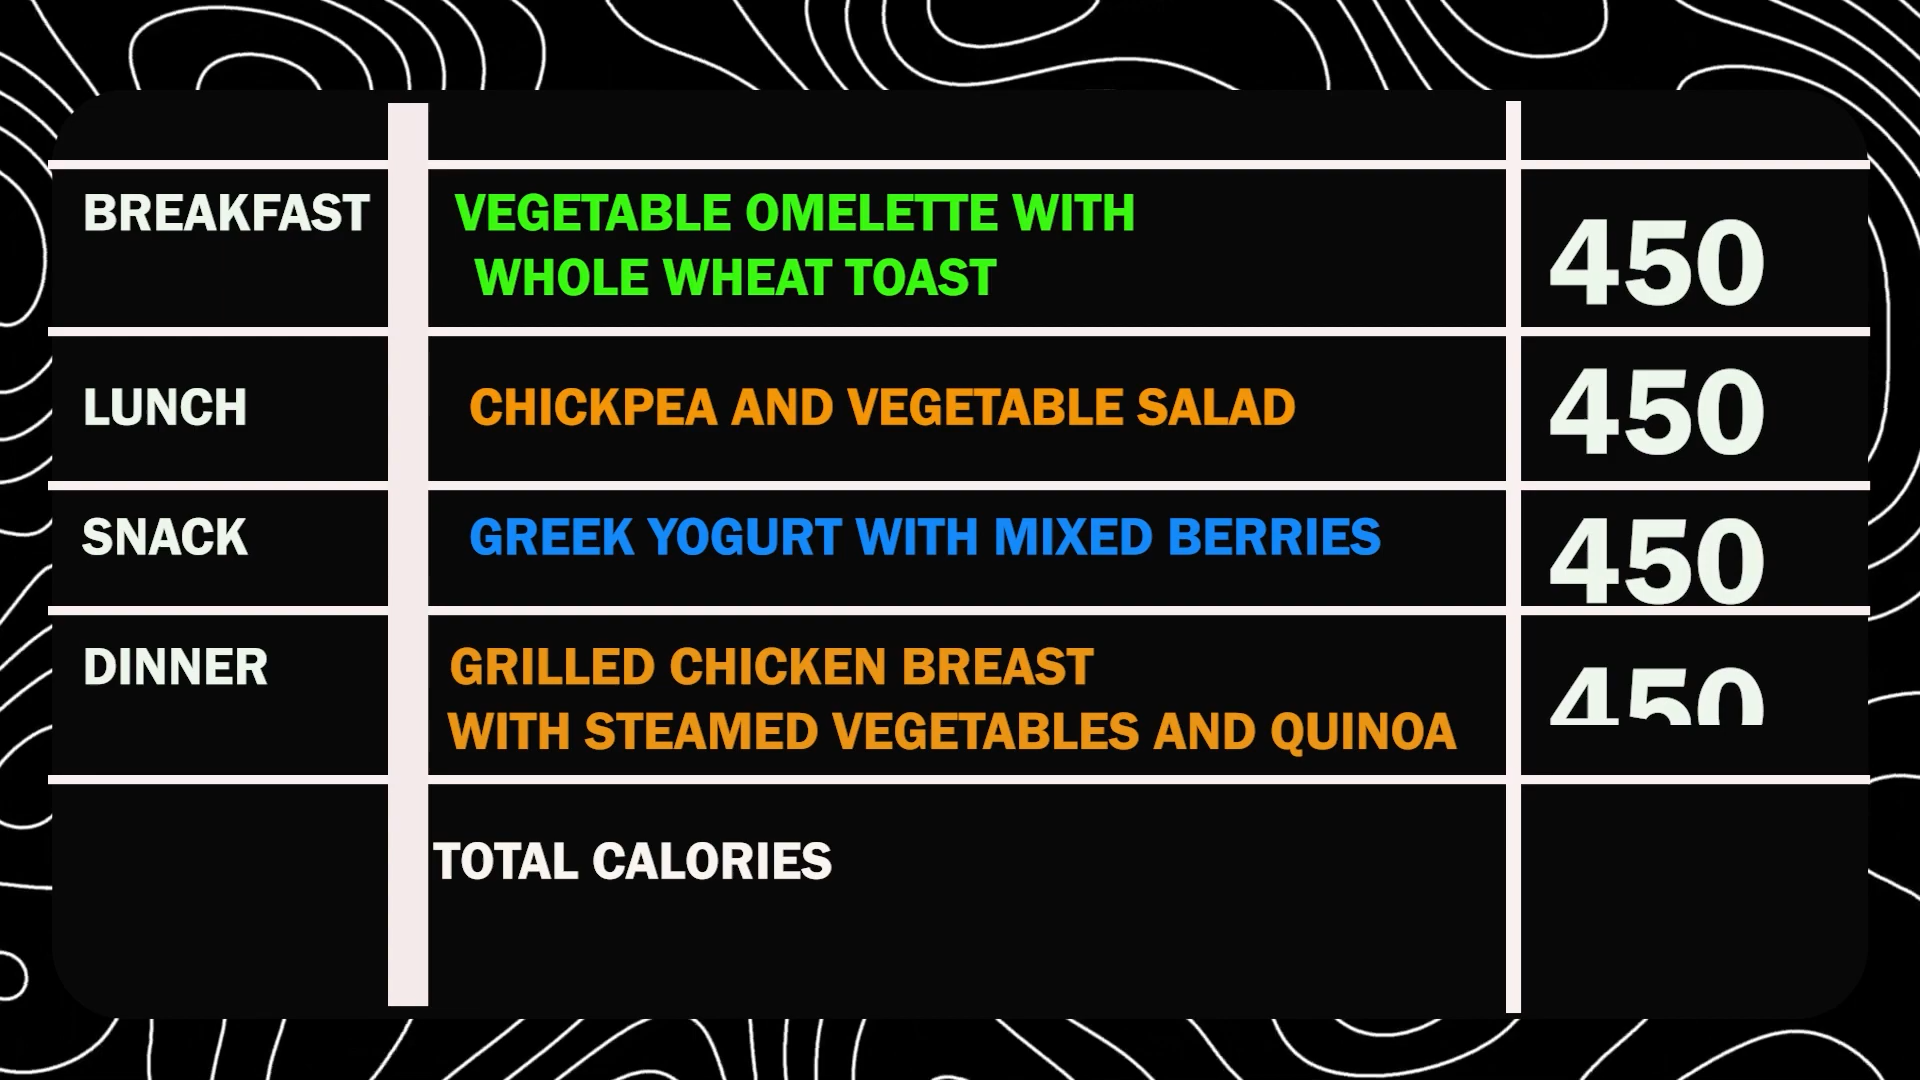 BREAKFAST
VEGETABLE OMELETTE WITH
WHOLE WHEAT TOAST
450
LUNCH
CHICKPEA AND VEGETABLE SALAD
450
SNACK
GREEK YOGURT WITH MIXED BERRIES
450
DINNER
GRILLED CHICKEN BREAST
WITH STEAMED VEGETABLES AND QUINOA
450
TOTAL CALORIES